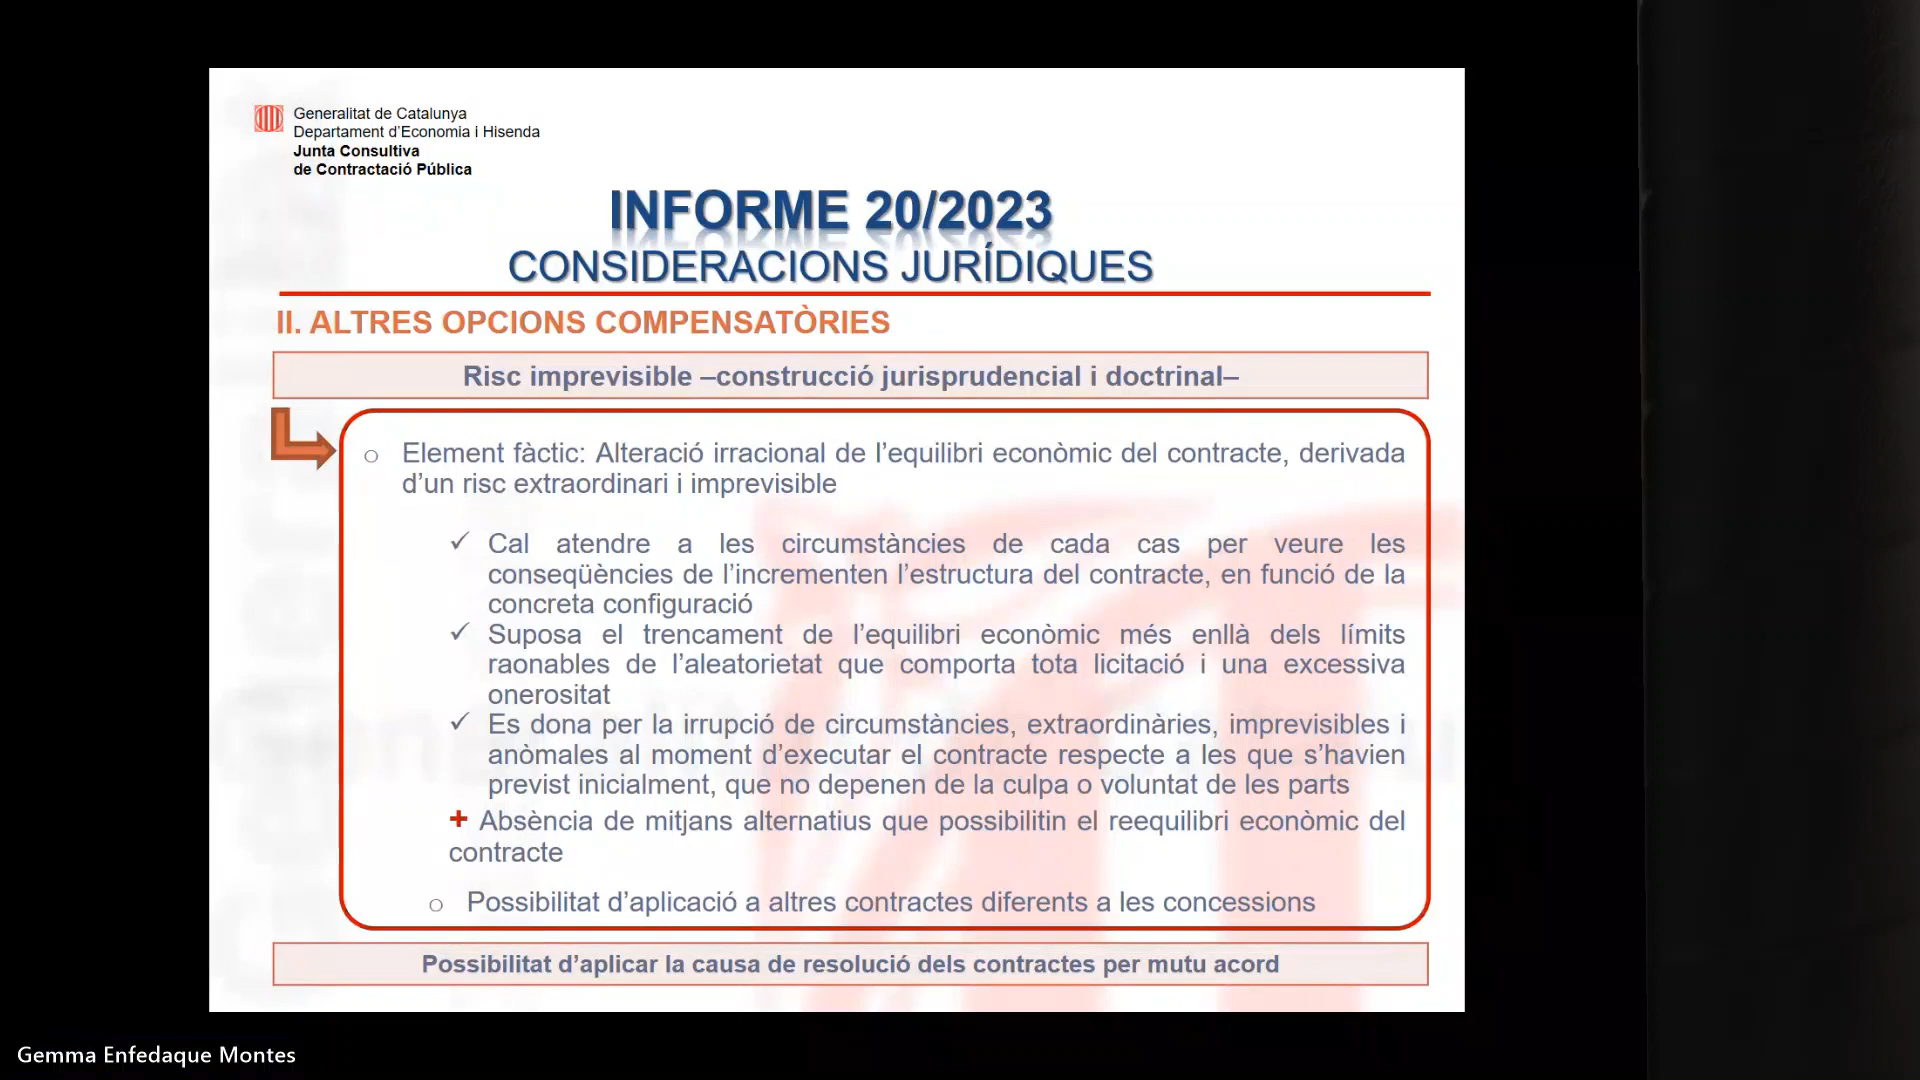 Generalitat de Catalunya
Departament d’Economia i Hisenda
Junta Consultiva
de Contractació Pública
INFORME 20/2023
CONSIDERACIONS JURÍDIQUES
II. ALTRES OPCIONS COMPENSATÒRIES
Risc imprevisible –construcció jurisprudencial i doctrinal–
○ Element fàctic: Alteració irracional de l’equilibri econòmic del contracte, derivada
d’un risc extraordinari i imprevisible
✓ Cal atendre a les circumstàncies de cada cas per veure les
conseqüències de l’incrementen l’estructura del contracte, en funció de la
concreta configuració
✓ Suposa el trencament de l’equilibri econòmic més enllà dels límits
raonables de l’aleatorietat que comporta tota licitació i una excessiva
onerositat
✓ Es dona per la irrupció de circumstàncies, extraordinàries, imprevisibles i
anòmales al moment d’executar el contracte respecte a les que s’havien
previst inicialment, que no depenen de la culpa o voluntat de les parts
+ Absència de mitjans alternatius que possibilitin el reequilibri econòmic del
contracte
○ Possibilitat d’aplicació a altres contractes diferents a les concessions
Possibilitat d’aplicar la causa de resolució dels contractes per mutu acord
Gemma Enfedaque Montes